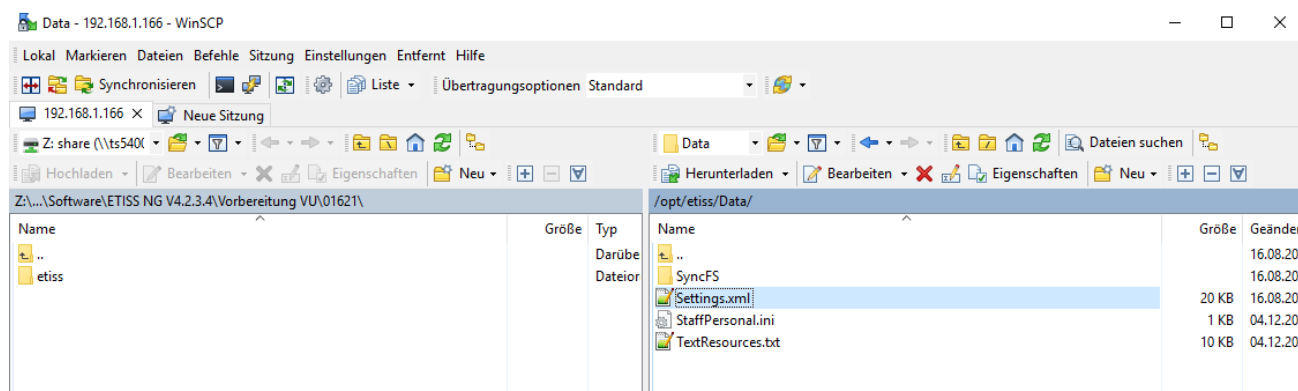 Data - 192.168.1.166 - WinSCP
Lokal Markieren Dateien Befehle Sitzung Einstellungen Entfernt Hilfe
Synchronisieren Liste Übertragungsoptionen Standard
192.168.1.166 Neue Sitzung
Z: share (\\ts540 Data Dateien suchen
Hochladen Bearbeiten Eigenschaften Neu Herunterladen Bearbeiten Eigenschaften Neu
Z:\...\Software\ETISS NG V4.2.3.4\Vorbereitung VU\01621\ /opt/etiss/Data/
Name Größe Typ Name Größe Geänder
.. Darübe .. 16.08.20
etiss Dateior SyncFS 16.08.20
Settings.xml 20 KB 16.08.20
StaffPersonal.ini 1 KB 04.12.20
TextResources.txt 10 KB 04.12.20